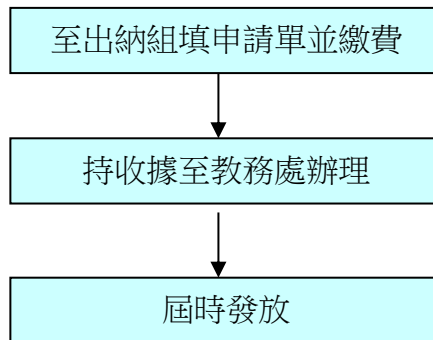 至出納組填申請單並繳費
持收據至教務處辦理
屆時發放